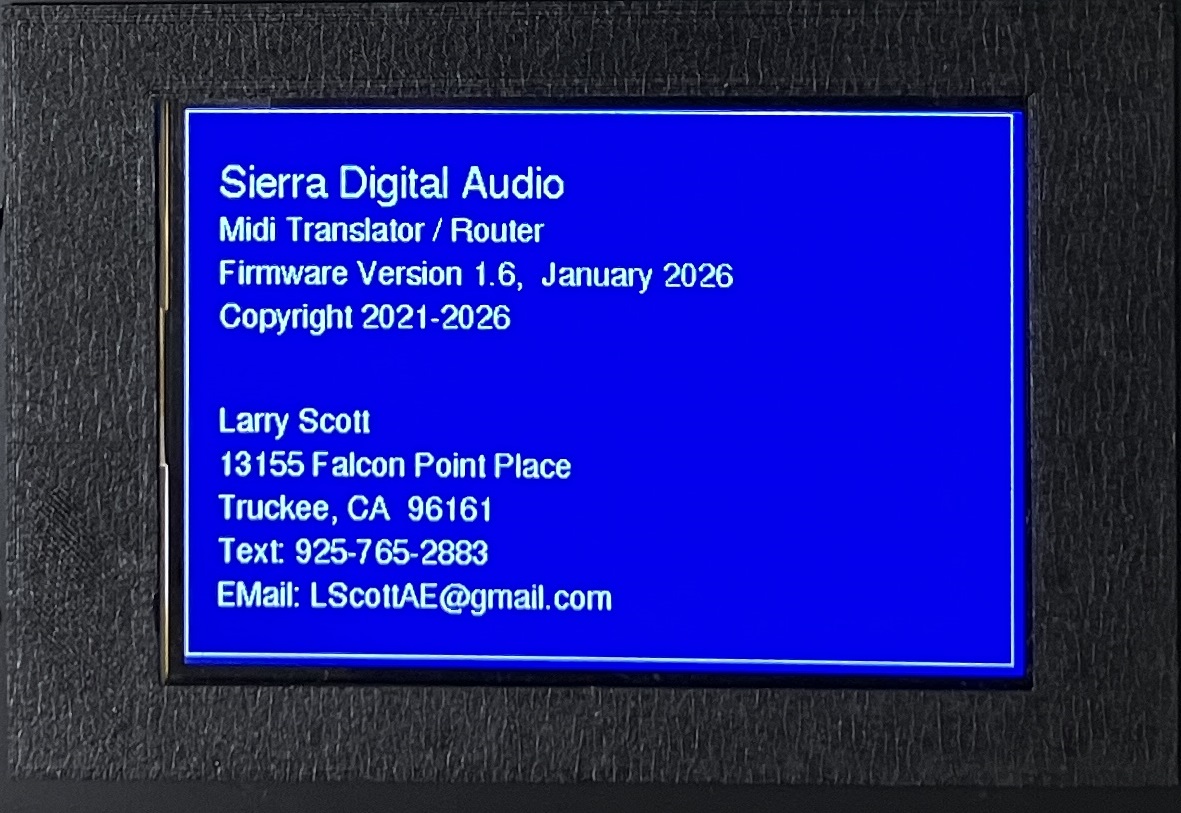 Sierra Digital Audio
Midi Translator / Router
Firmware Version 1.6,  January 2026
Copyright 2021-2026
Larry Scott
13155 Falcon Point Place
Truckee, CA  96161
Text: 925-765-2883
EMail: LScottAE@gmail.com